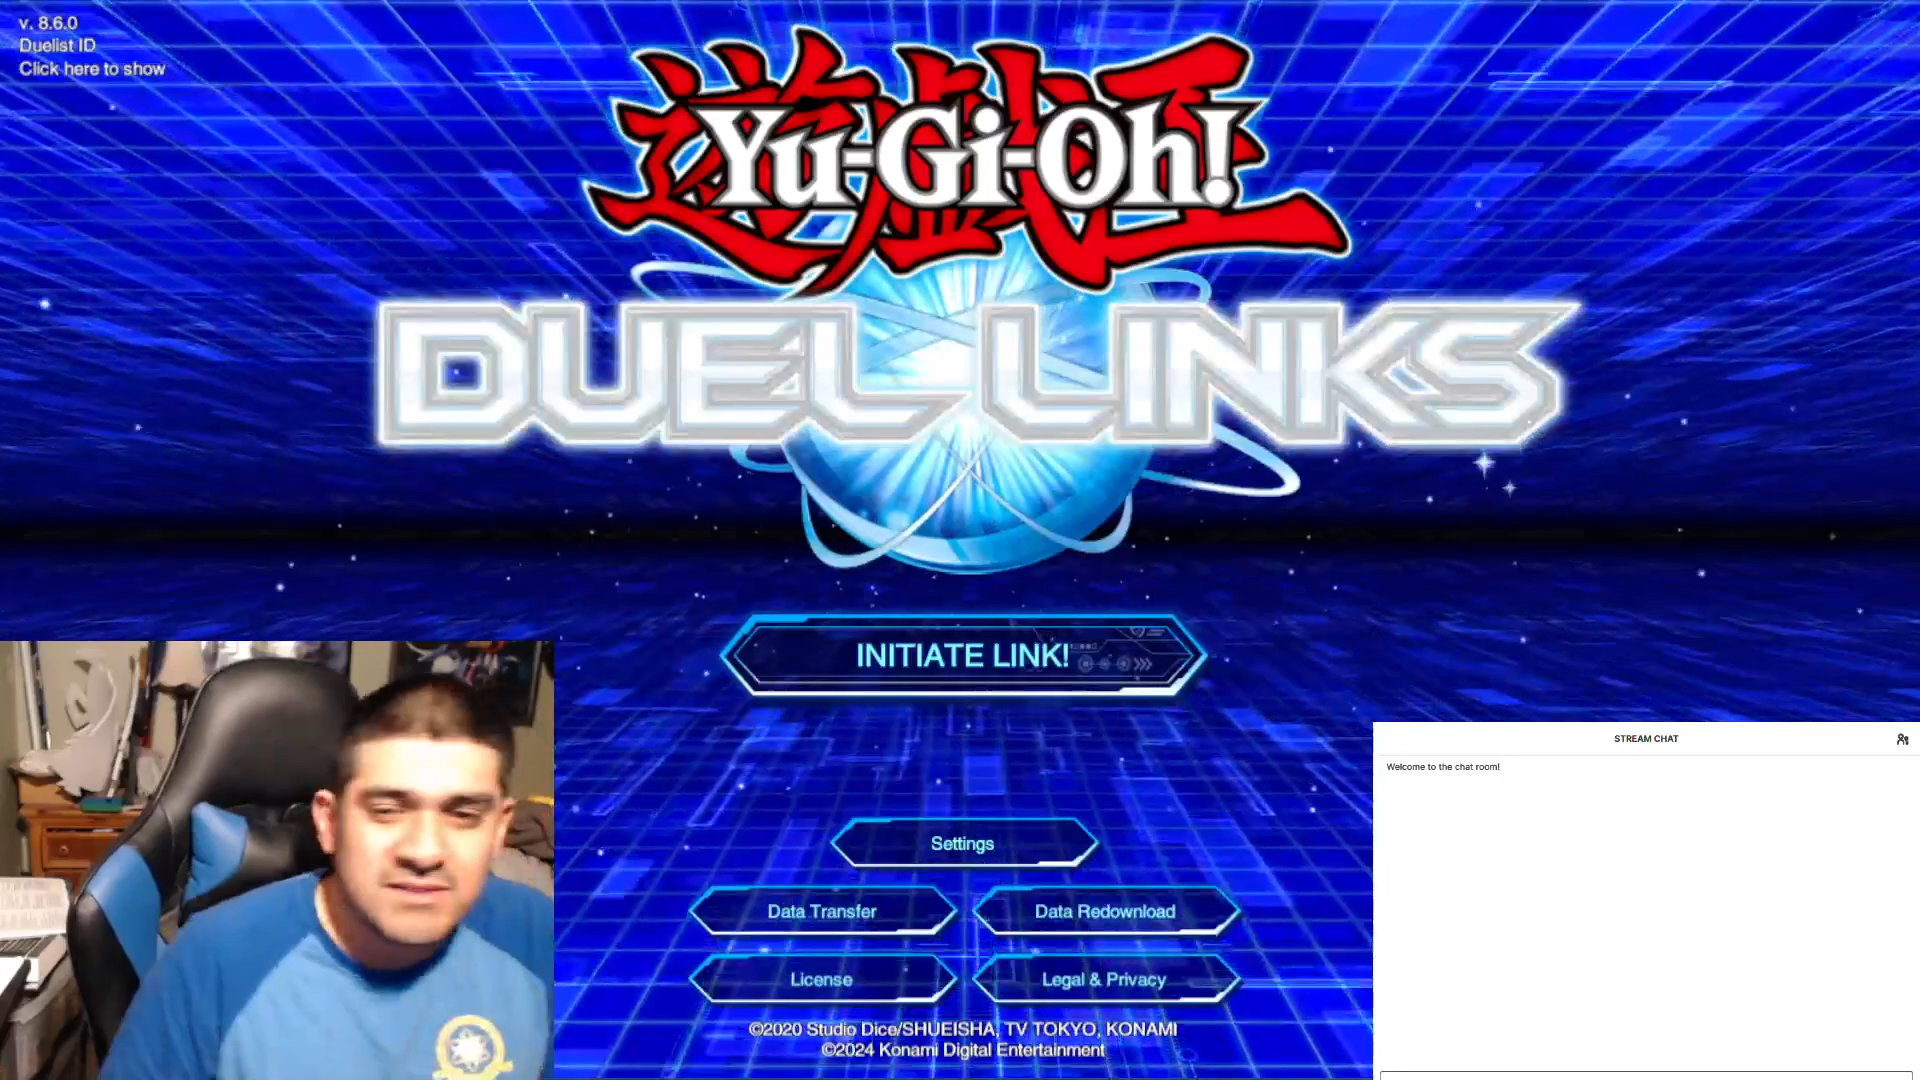 v. 8.6.0
Duelist ID
Click here to show
遊戯王
Yu-Gi-Oh!
DUEL LINKS
INITIATE LINK!
Settings
Data Transfer
Data Redownload
License
Legal & Privacy
©2020 Studio Dice/SHUEISHA, TV TOKYO, KONAMI
©2024 Konami Digital Entertainment
STREAM CHAT
Welcome to the chat room!